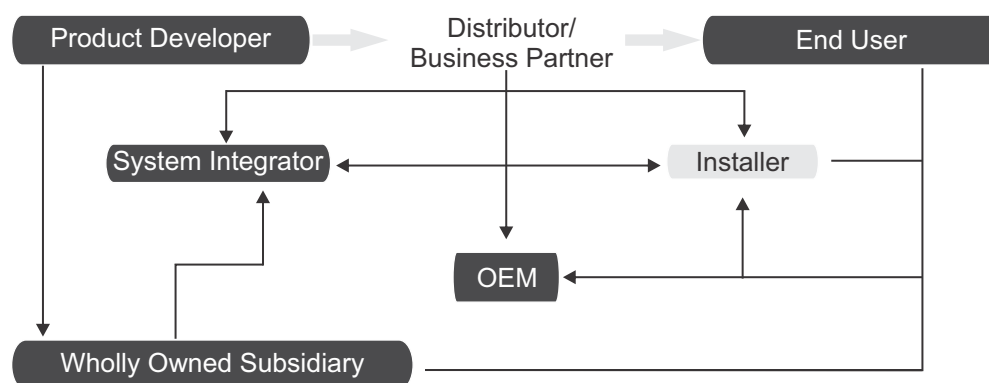 Product Developer
Distributor/
Business Partner
End User
System Integrator
Installer
OEM
Wholly Owned Subsidiary